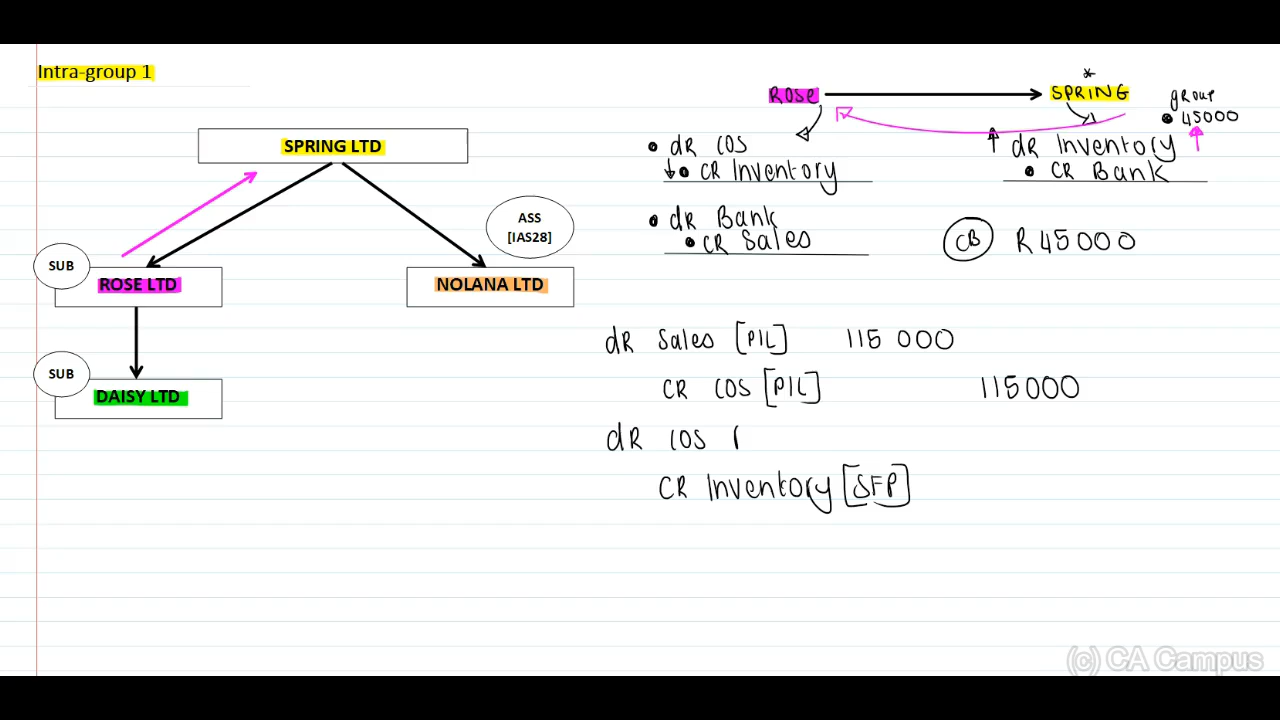 Intra-group 1
SPRING LTD
ASS
[IAS28]
SUB
ROSE LTD
NOLANA LTD
SUB
DAISY LTD
ROSE
*
SPRING
group
• 45000
• dR COS
• CR Inventory
dR Inventory
• CR Bank
• dR Bank
• CR Sales
CB R45000
dR Sales [P/L] 115 000
CR COS [P/L] 115000
dR COS [
CR Inventory [SFP]
(c) CA Campus